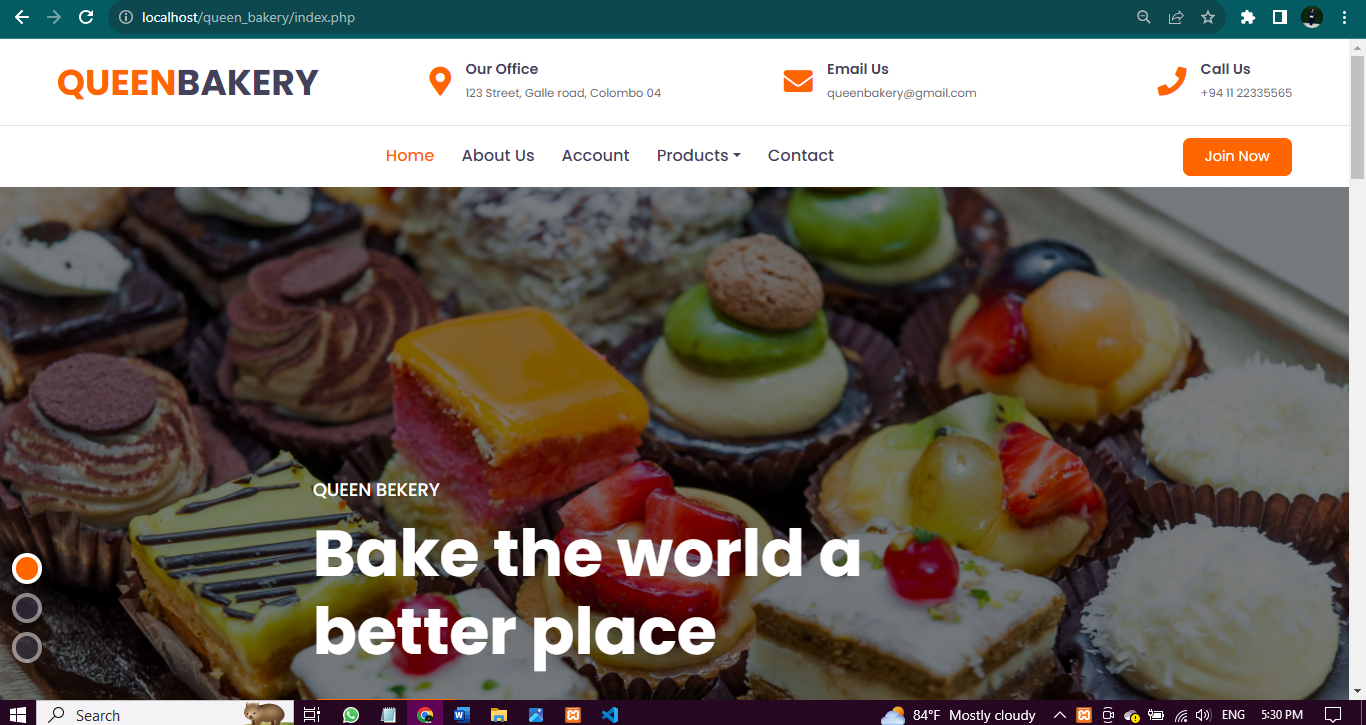 localhost/queen_bakery/index.php
QUEENBAKERY
Our Office
123 Street, Galle road, Colombo 04
Email Us
queenbakery@gmail.com
Call Us
+94 11 22335565
Home About Us Account Products Contact
Join Now
QUEEN BEKERY
Bake the world a
better place
Search
84°F Mostly cloudy
ENG
5:30 PM